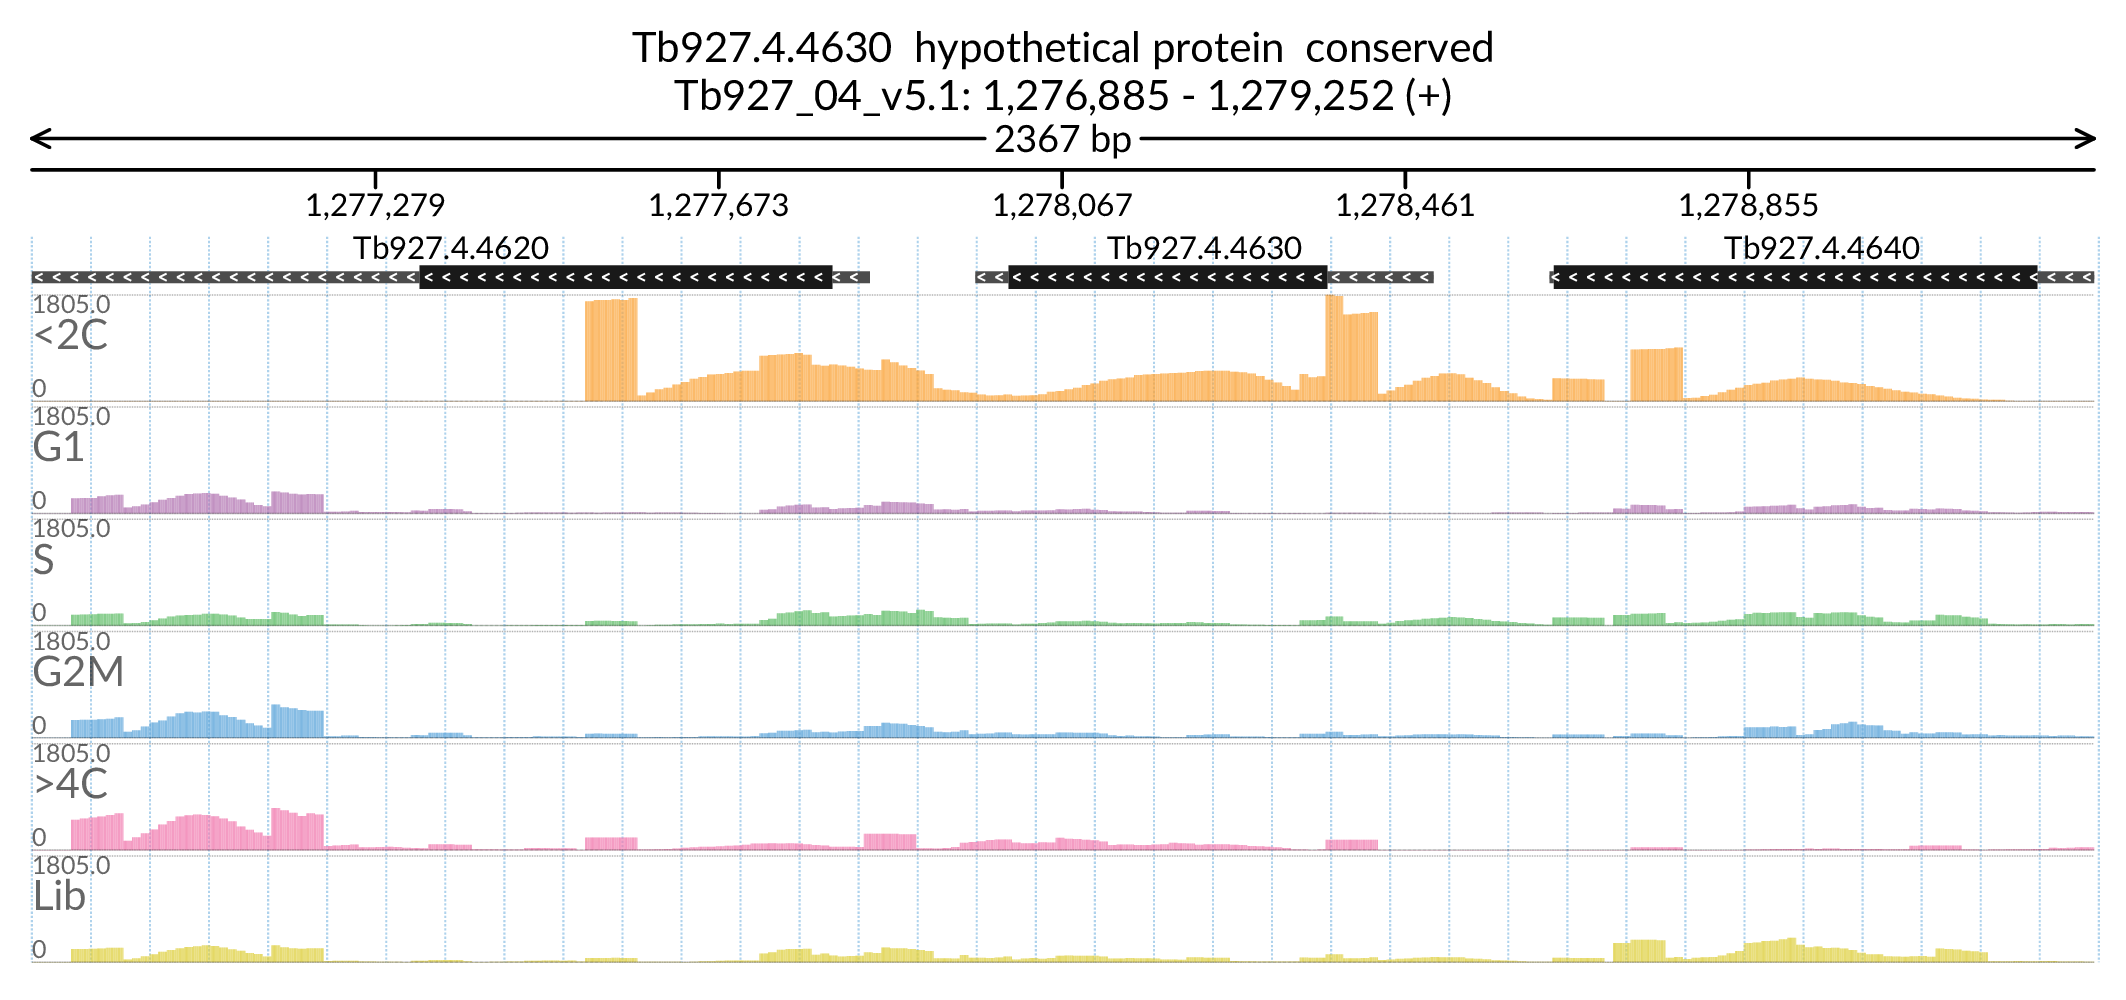 Tb927.4.4630  hypothetical protein  conserved
Tb927_04_v5.1: 1,276,885 - 1,279,252 (+)
2367 bp
1,277,279 1,277,673 1,278,067 1,278,461 1,278,855
Tb927.4.4620 Tb927.4.4630 Tb927.4.4640
1805.0
<2C
0
1805.0
G1
0
1805.0
S
0
1805.0
G2M
0
1805.0
>4C
0
1805.0
Lib
0